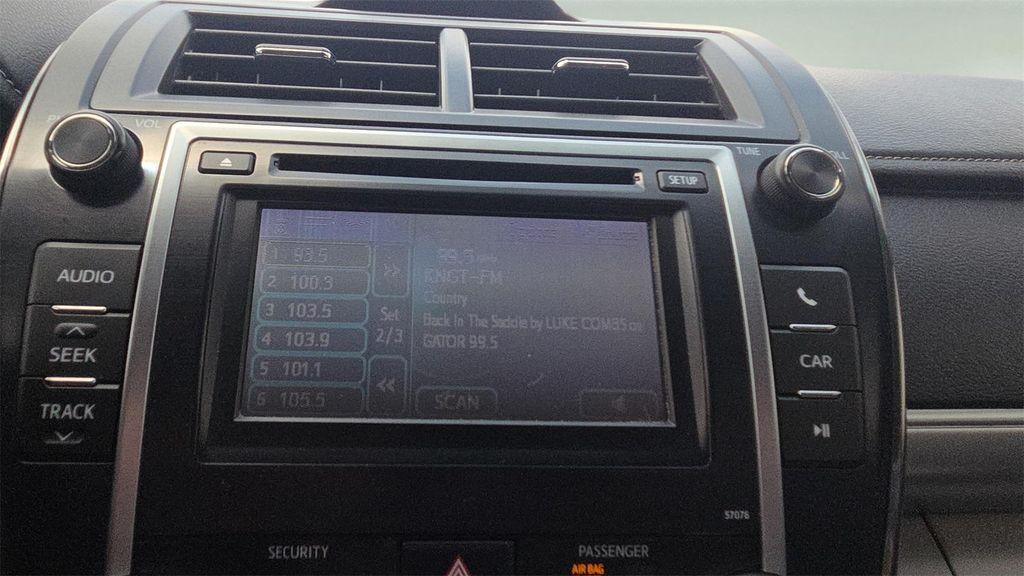 VOL
TUNE
SETUP
AUDIO
SEEK
TRACK
1 93.5
2 100.3
3 103.5
4 103.9
5 101.1
6 105.5
Set
2/3
99.5
KNGT-FM
Country
Back In The Saddle by LUKE COMBS on
GATOR 99.5
SCAN
CAR
57076
SECURITY
PASSENGER
AIR BAG